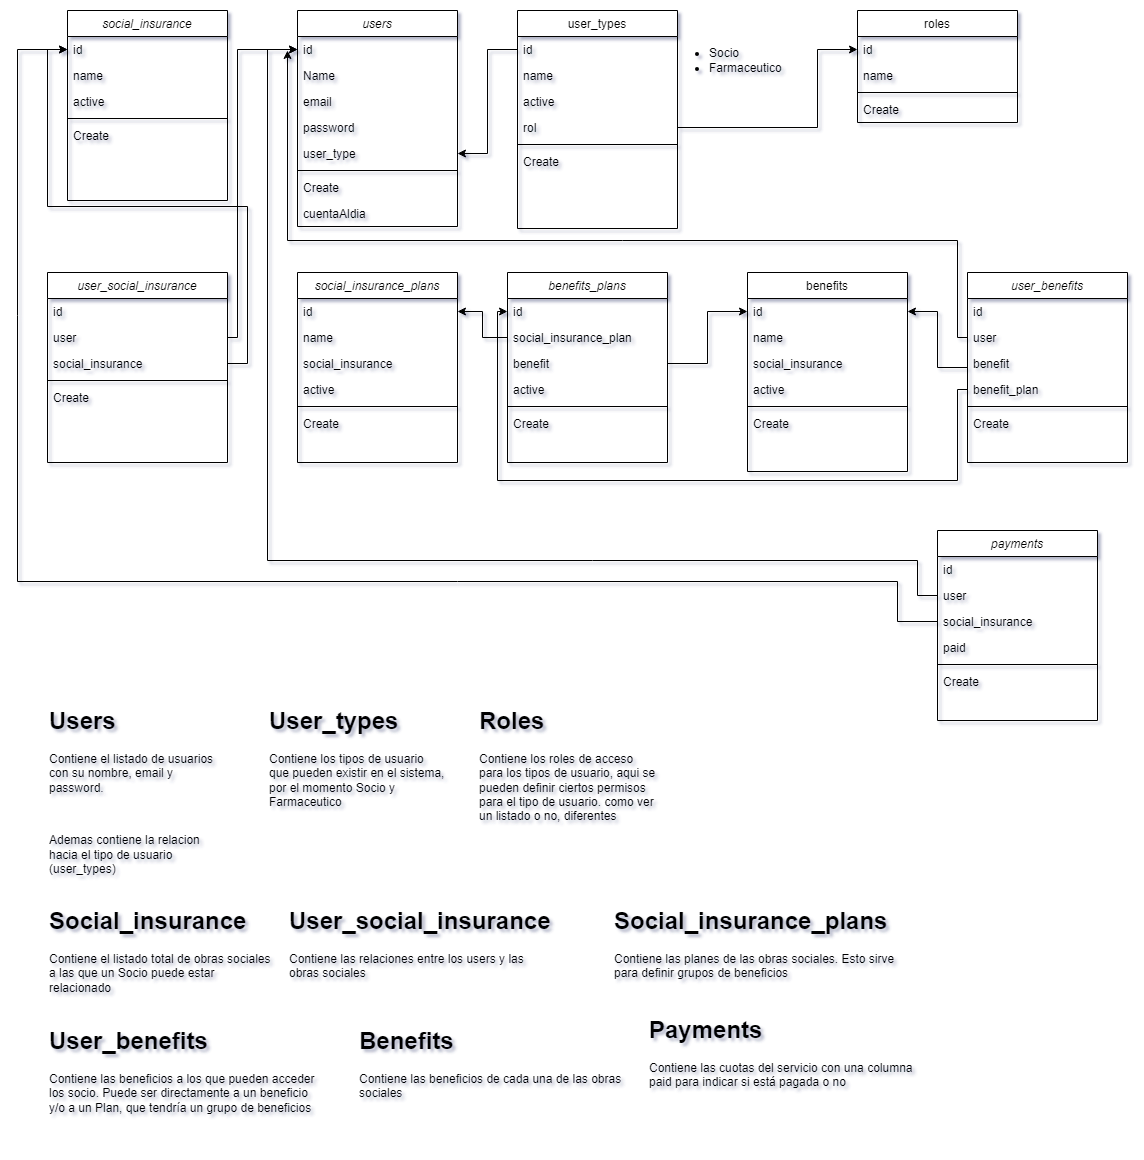 social_insurance
id
name
active
Create
users
id
Name
email
password
user_type
Create
cuentaAldia
user_types
id
name
active
rol
Create
Socio
Farmaceutico
roles
id
name
Create
user_social_insurance
id
user
social_insurance
Create
social_insurance_plans
id
name
social_insurance
active
Create
benefits_plans
id
social_insurance_plan
benefit
active
Create
benefits
id
name
social_insurance
active
Create
user_benefits
id
user
benefit
benefit_plan
Create
payments
id
user
social_insurance
paid
Create
Users
Contiene el listado de usuarios
con su nombre, email y
password.
Ademas contiene la relacion
hacia el tipo de usuario
(user_types)
User_types
Contiene los tipos de usuario
que pueden existir en el sistema,
por el momento Socio y
Farmaceutico
Roles
Contiene los roles de acceso
para los tipos de usuario, aqui se
pueden definir ciertos permisos
para el tipo de usuario. como ver
un listado o no, diferentes
Social_insurance
Contiene el listado total de obras sociales
a las que un Socio puede estar
relacionado
User_social_insurance
Contiene las relaciones entre los users y las
obras sociales
Social_insurance_plans
Contiene las planes de las obras sociales. Esto sirve
para definir grupos de beneficios
User_benefits
Contiene las beneficios a los que pueden acceder
los socio. Puede ser directamente a un beneficio
y/o a un Plan, que tendría un grupo de beneficios
Benefits
Contiene las beneficios de cada una de las obras
sociales
Payments
Contiene las cuotas del servicio con una columna
paid para indicar si está pagada o no